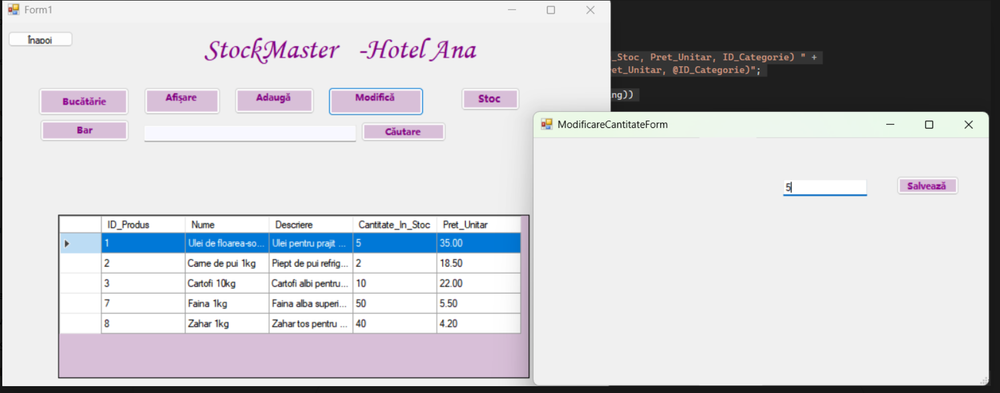 Form1
Înapoi
StockMaster -Hotel Ana
_Stoc, Pret_Unitar, ID_Categorie) " +
et_Unitar, @ID_Categorie)";
ng))
Bucătărie
Afișare
Adaugă
Modifică
Stoc
Bar
Căutare
ModificareCantitateForm
5
Salvează
ID_Produs Nume Descriere Cantitate_In_Stoc Pret_Unitar
1 Ulei de floarea-so... Ulei pentru prajit ... 5 35.00
2 Carne de pui 1kg Piept de pui refrig... 2 18.50
3 Cartofi 10kg Cartofi albi pentru... 10 22.00
7 Faina 1kg Faina alba superi... 50 5.50
8 Zahar 1kg Zahar tos pentru ... 40 4.20